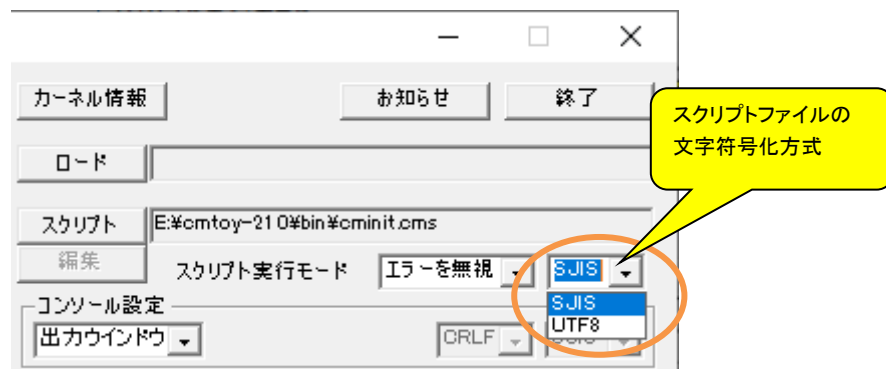 カーネル情報
お知らせ
終了
スクリプトファイルの
文字符号化方式
ロード
スクリプト
E:¥cmtoy-210¥bin¥cminit.cms
編集
スクリプト実行モード
エラーを無視
SJIS
SJIS
UTF8
コンソール設定
出力ウインドウ
CRLF